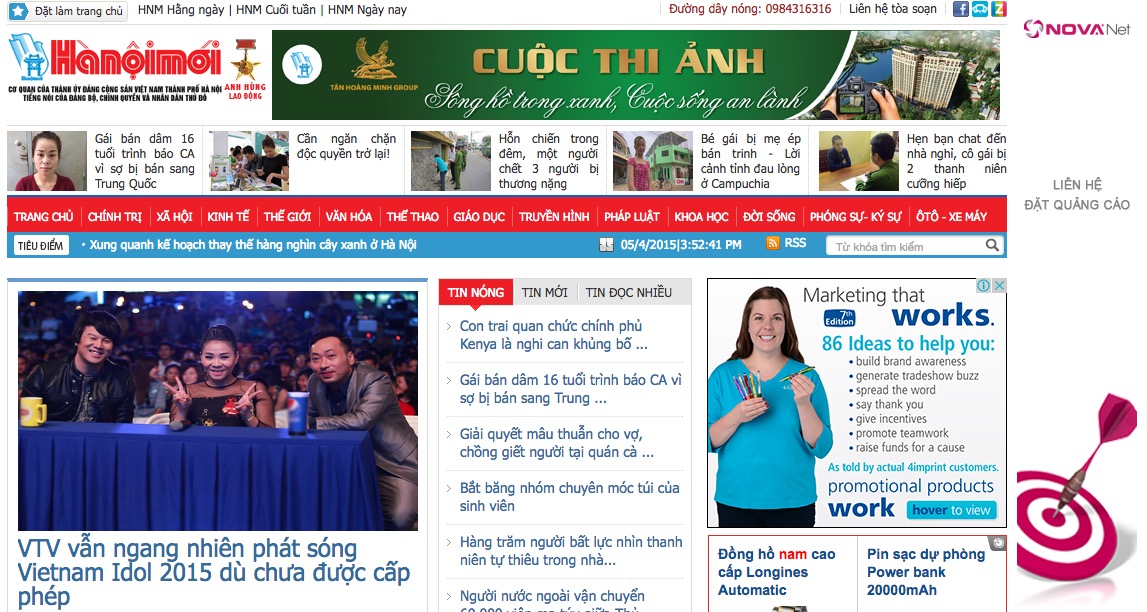 Đặt làm trang chủ
HNM Hằng ngày | HNM Cuối tuần | HNM Ngày nay
Đường dây nóng: 0984316316
Liên hệ tòa soạn
Hànộimới
CƠ QUAN CỦA THÀNH ỦY ĐẢNG CỘNG SẢN VIỆT NAM THÀNH PHỐ HÀ NỘI
TIẾNG NÓI CỦA ĐẢNG BỘ, CHÍNH QUYỀN VÀ NHÂN DÂN THỦ ĐÔ
ANH HÙNG
LAO ĐỘNG
TÂN HOÀNG MINH GROUP
CUỘC THI ẢNH
Sông hồ trong xanh, Cuộc sống an lành
NOVA Net
Gái bán dâm 16
tuổi trình báo CA
vì sợ bị bán sang
Trung Quốc
Cần ngăn chặn
độc quyền trở lại!
Hỗn chiến trong
đêm, một người
chết 3 người bị
thương nặng
Bé gái bị mẹ ép
bán trinh - Lời
cảnh tỉnh đau lòng
ở Campuchia
Hẹn bạn chat đến
nhà nghỉ, cô gái bị
2 thanh niên
cưỡng hiếp
LIÊN HỆ
ĐẶT QUẢNG CÁO
TRANG CHỦ CHÍNH TRỊ XÃ HỘI KINH TẾ THẾ GIỚI VĂN HÓA THỂ THAO GIÁO DỤC TRUYỀN HÌNH PHÁP LUẬT KHOA HỌC ĐỜI SỐNG PHÓNG SỰ- KÝ SỰ ÔTÔ - XE MÁY
TIÊU ĐIỂM
• Xung quanh kế hoạch thay thế hàng nghìn cây xanh ở Hà Nội
05/4/2015|3:52:41 PM
RSS
Từ khóa tìm kiếm
VTV vẫn ngang nhiên phát sóng
Vietnam Idol 2015 dù chưa được cấp
phép
TIN NÓNG TIN MỚI TIN ĐỌC NHIỀU
Con trai quan chức chính phủ
Kenya là nghi can khủng bố ...
Gái bán dâm 16 tuổi trình báo CA vì
sợ bị bán sang Trung ...
Giải quyết mâu thuẫn cho vợ,
chồng giết người tại quán cà ...
Bắt băng nhóm chuyên móc túi của
sinh viên
Hàng trăm người bất lực nhìn thanh
niên tự thiêu trong nhà...
Người nước ngoài vận chuyển
Marketing that
7th
Edition
works.
86 Ideas to help you:
• build brand awareness
• generate tradeshow buzz
• spread the word
• say thank you
• give incentives
• promote teamwork
• raise funds for a cause
As told by actual 4imprint customers.
promotional products
work
hover to view
Đồng hồ nam cao
cấp Longines
Automatic
Pin sạc dự phòng
Power bank
20000mAh